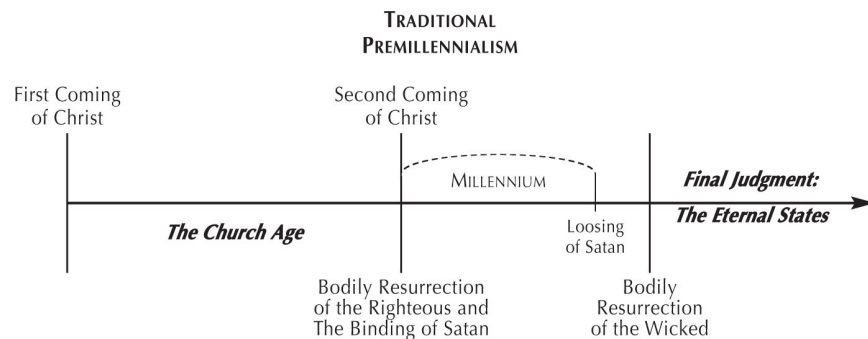 TRADITIONAL
PREMILLENNIALISM
First Coming
of Christ
Second Coming
of Christ
MILLENNIUM
Final Judgment:
The Eternal States
The Church Age
Loosing
of Satan
Bodily Resurrection
of the Righteous and
The Binding of Satan
Bodily
Resurrection
of the Wicked